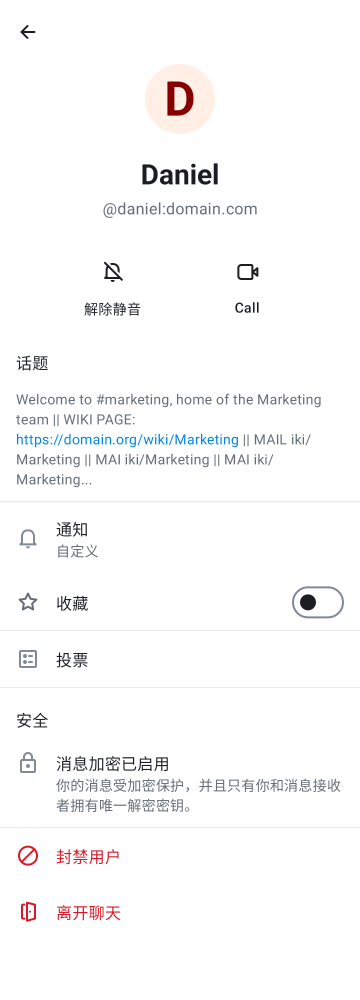 D
Daniel
@daniel:domain.com
解除静音
Call
话题
Welcome to #marketing, home of the Marketing
team || WIKI PAGE:
https://domain.org/wiki/Marketing || MAIL iki/
Marketing || MAI iki/Marketing || MAI iki/
Marketing...
通知
自定义
收藏
投票
安全
消息加密已启用
你的消息受加密保护，并且只有你和消息接收
者拥有唯一解密密钥。
封禁用户
离开聊天